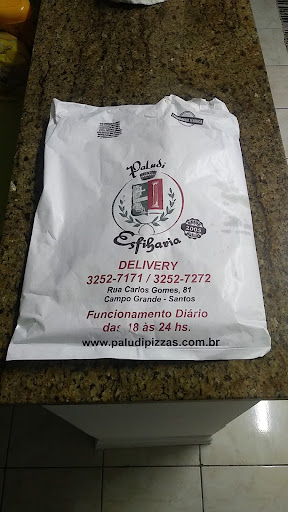 Paludi
Esfiharia
2005
DELIVERY
3252-7171 / 3252-7272
Rua Carlos Gomes, 81
Campo Grande - Santos
Funcionamento Diário
das 18 às 24 hs.
www.paludipizzas.com.br